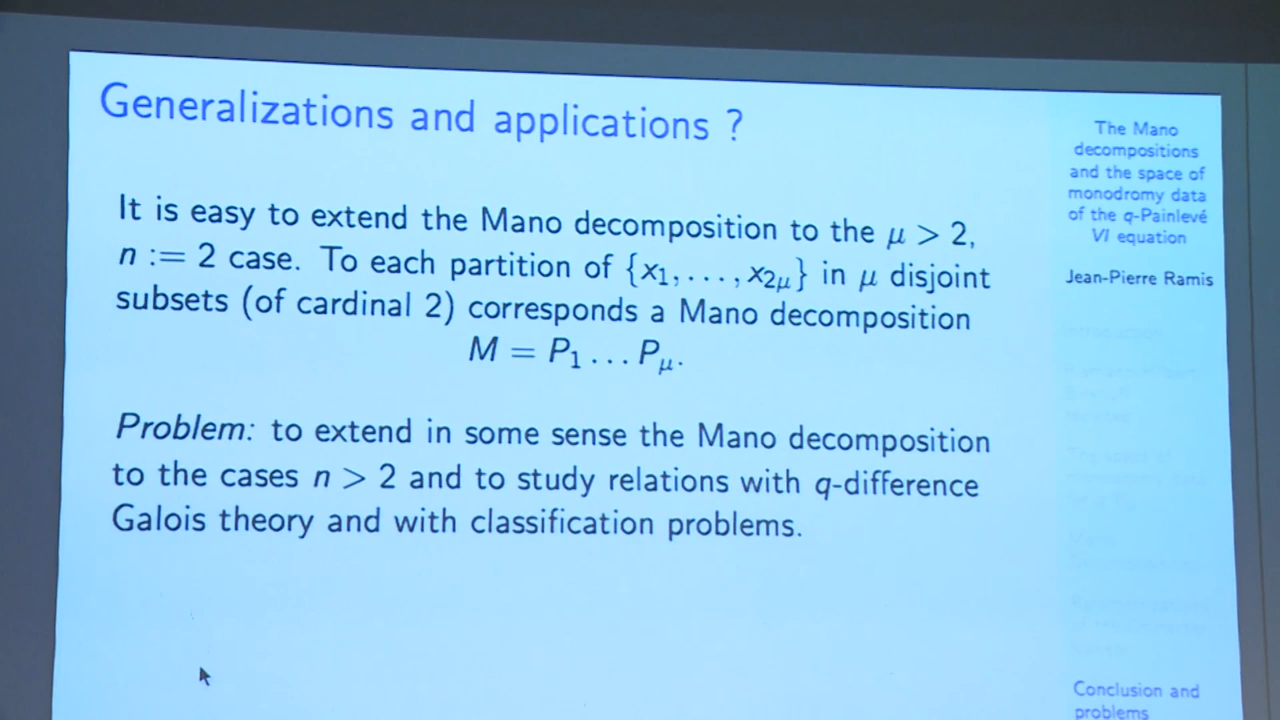 Generalizations and applications ?
It is easy to extend the Mano decomposition to the μ > 2,
n := 2 case. To each partition of {x₁, . . . , x₂μ} in μ disjoint
subsets (of cardinal 2) corresponds a Mano decomposition
M = P₁ . . . Pμ.
Problem: to extend in some sense the Mano decomposition
to the cases n > 2 and to study relations with q-difference
Galois theory and with classification problems.
The Mano
decompositions
and the space of
monodromy data
of the q-Painlevé
VI equation
Jean-Pierre Ramis
Conclusion and
problems